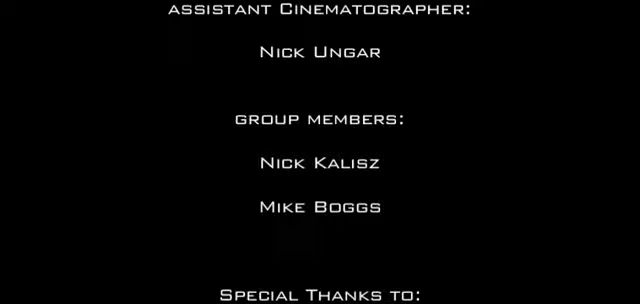 ASSISTANT CINEMATOGRAPHER:
NICK UNGAR
GROUP MEMBERS:
NICK KALISZ
MIKE BOGGS
SPECIAL THANKS TO: